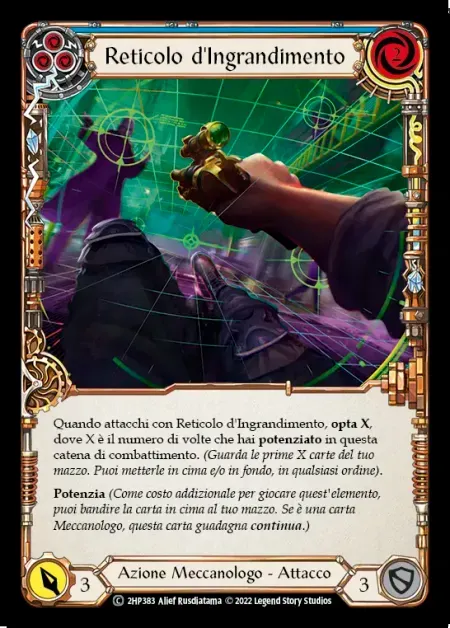 Reticolo d'Ingrandimento
2
Quando attacchi con Reticolo d'Ingrandimento, opta X,
dove X è il numero di volte che hai potenziato in questa
catena di combattimento. (Guarda le prime X carte del tuo
mazzo. Puoi metterle in cima e/o in fondo, in qualsiasi ordine).
Potenzia (Come costo addizionale per giocare quest'elemento,
puoi bandire la carta in cima al tuo mazzo. Se è una carta
Meccanologo, questa carta guadagna continua.)
3 Azione Meccanologo - Attacco 3
C 2HP383 Alief Rusdiatama © 2022 Legend Story Studios